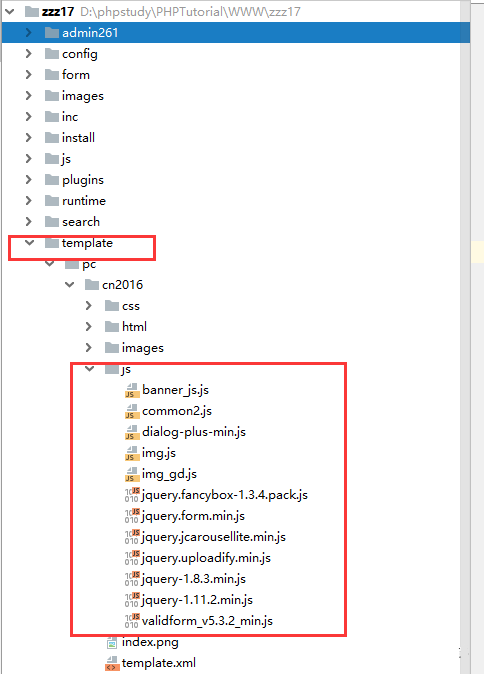 zzz17 D:\phpstudy\PHPTutorial\WWW\zzz17
admin261
config
form
images
inc
install
js
plugins
runtime
search
template
pc
cn2016
css
html
images
js
banner_js.js
common2.js
dialog-plus-min.js
img.js
img_gd.js
jquery.fancybox-1.3.4.pack.js
jquery.form.min.js
jquery.jcarousellite.min.js
jquery.uploadify.min.js
jquery-1.8.3.min.js
jquery-1.11.2.min.js
validform_v5.3.2_min.js
index.png
template.xml